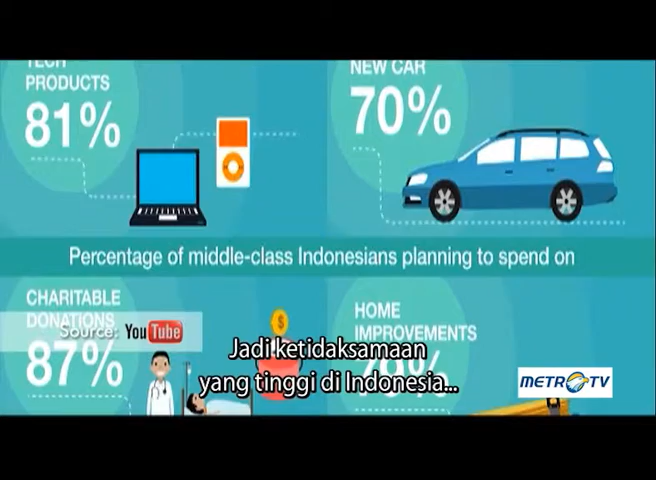 TECH
PRODUCTS
81%
NEW CAR
70%
Percentage of middle-class Indonesians planning to spend on
CHARITABLE
DONATIONS
87%
HOME
IMPROVEMENTS
Source: YouTube
Jadi ketidaksamaan
yang tinggi di Indonesia...
METRO TV